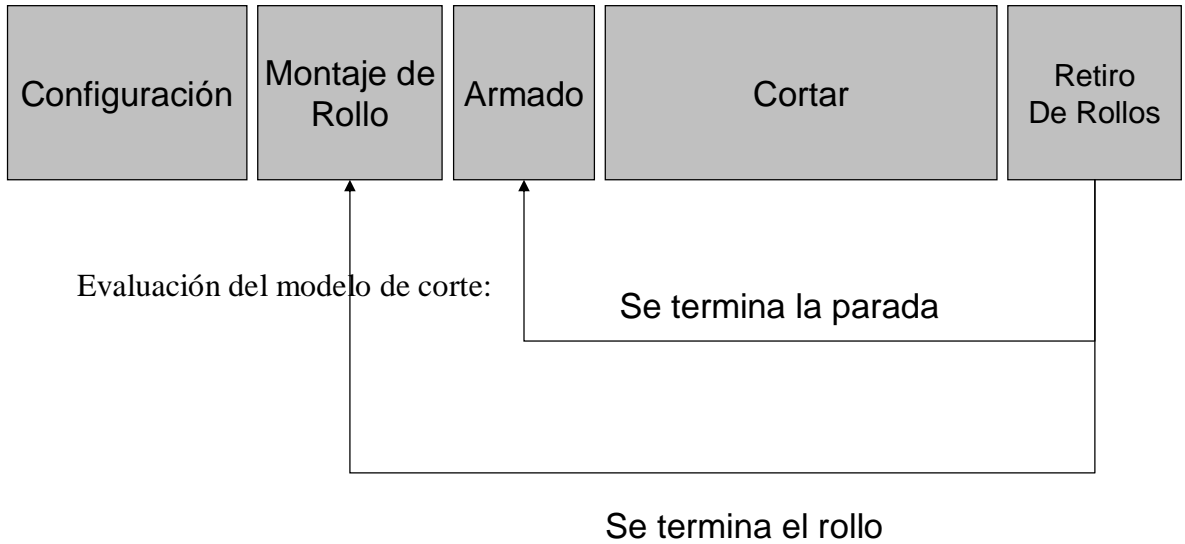 Configuración
Montaje de
Rollo
Armado
Cortar
Retiro
De Rollos
Evaluación del modelo de corte:
Se termina la parada
Se termina el rollo